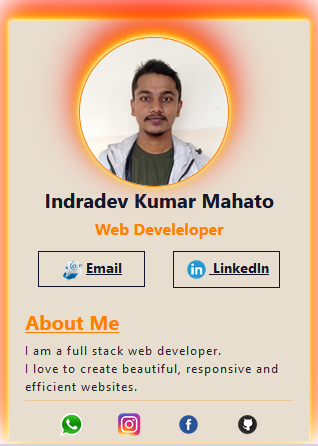 Indradev Kumar Mahato
Web Develeloper
Email
LinkedIn
About Me
I am a full stack web developer.
I love to create beautiful, responsive and
efficient websites.